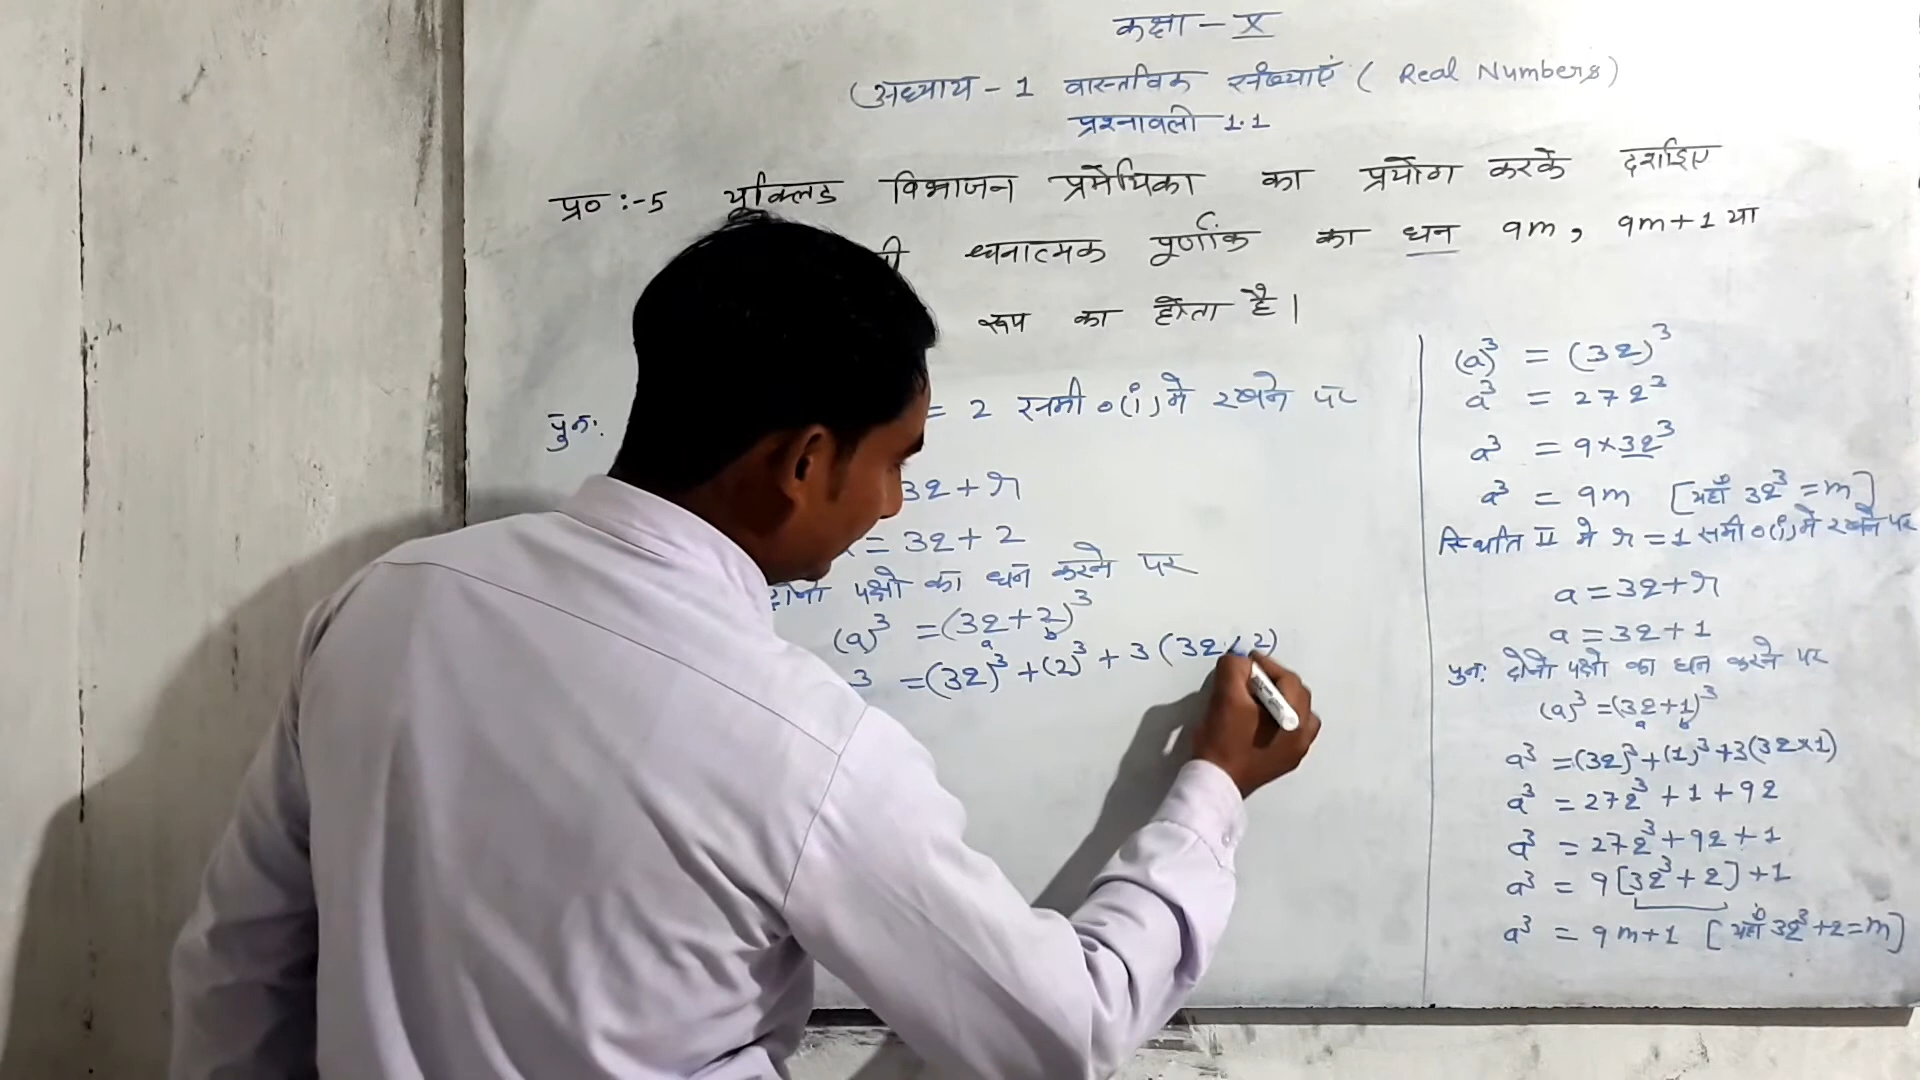 कक्षा - X
(अध्याय - 1 वास्तविक संख्याएं ( Real Numbers)
प्रश्नावली 1.1
प्र० :- 5 यूक्लिड विभाजन प्रमेयिका का प्रयोग करके दर्शाइए
धनात्मक पूर्णांक का घन 9m, 9m+1 या
रूप का होता है।
पुनः = 2 समी०(i) मे रखने पर
3q + r
= 3q + 2
दोनो पक्षो का घन करने पर
(a)³ = (3q + 2)³
a b
3 = (3q)³ + (2)³ + 3 (3q × 2)
(a)³ = (3q)³
a³ = 27q³
a³ = 9 × 3q³
a³ = 9m [यहाँ 3q³ = m]
स्थिति II मे r = 1 समी०(i) मे रखने पर
a = 3q + r
a = 3q + 1
पुनः दोनो पक्षो का घन करने पर
(a)³ = (3q + 1)³
a b
a³ = (3q)³ + (1)³ + 3(3q × 1)
a³ = 27q³ + 1 + 9q
a³ = 27q³ + 9q + 1
a³ = 9 [3q³ + q] + 1
a³ = 9m + 1 [यहाँ 3q³ + q = m]